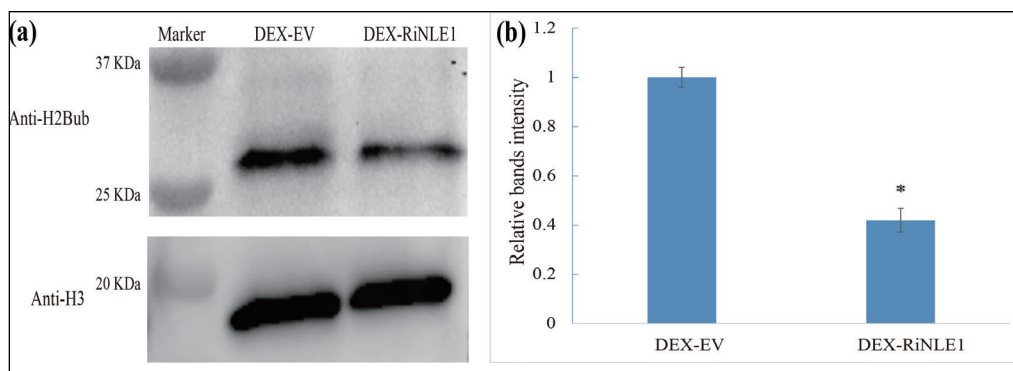 (a)
Marker DEX-EV DEX-RiNLE1
37 KDa
Anti-H2Bub
25 KDa
20 KDa
Anti-H3
(b)
Relative bands intensity
1.2
1
0.8
0.6
0.4
0.2
0
*
DEX-EV DEX-RiNLE1